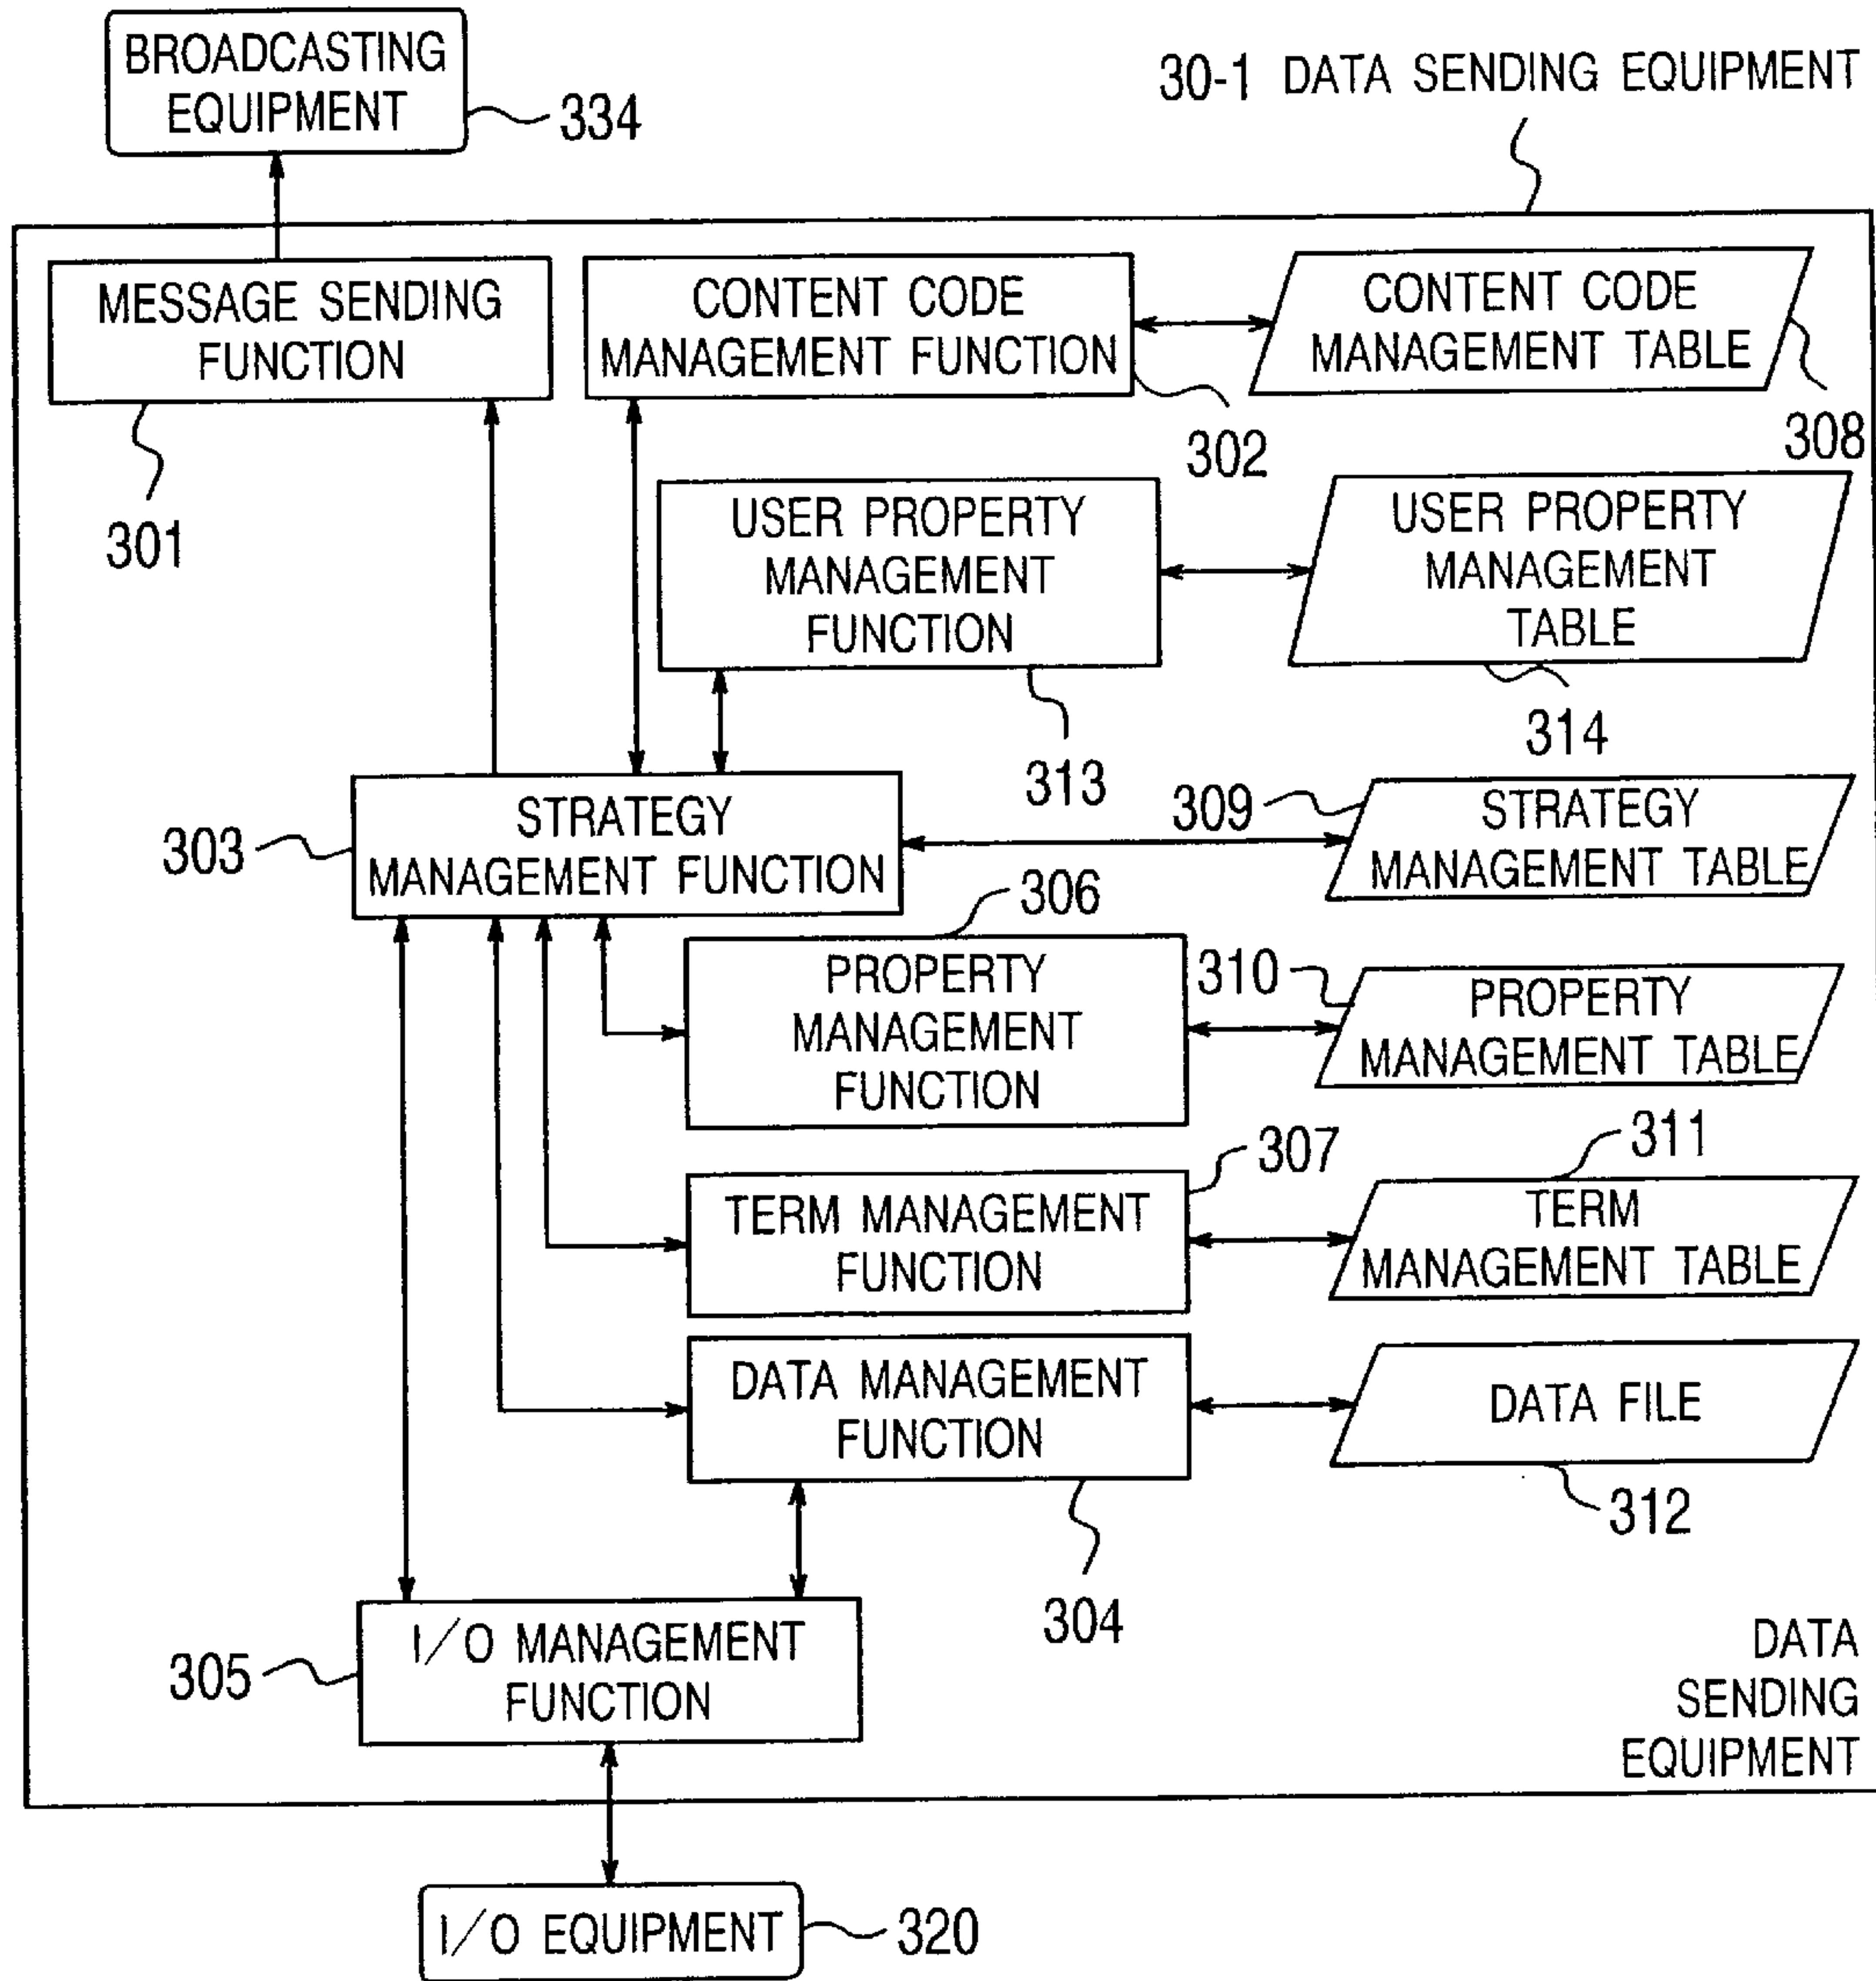 BROADCASTING
EQUIPMENT
334
30-1 DATA SENDING EQUIPMENT
MESSAGE SENDING
FUNCTION
301
CONTENT CODE
MANAGEMENT FUNCTION
302
CONTENT CODE
MANAGEMENT TABLE
308
USER PROPERTY
MANAGEMENT
FUNCTION
313
USER PROPERTY
MANAGEMENT
TABLE
314
303
STRATEGY
MANAGEMENT FUNCTION
309
STRATEGY
MANAGEMENT TABLE
306
PROPERTY
MANAGEMENT
FUNCTION
310
PROPERTY
MANAGEMENT TABLE
307
TERM MANAGEMENT
FUNCTION
311
TERM
MANAGEMENT TABLE
DATA MANAGEMENT
FUNCTION
304
DATA FILE
312
305
I/O MANAGEMENT
FUNCTION
DATA
SENDING
EQUIPMENT
I/O EQUIPMENT
320